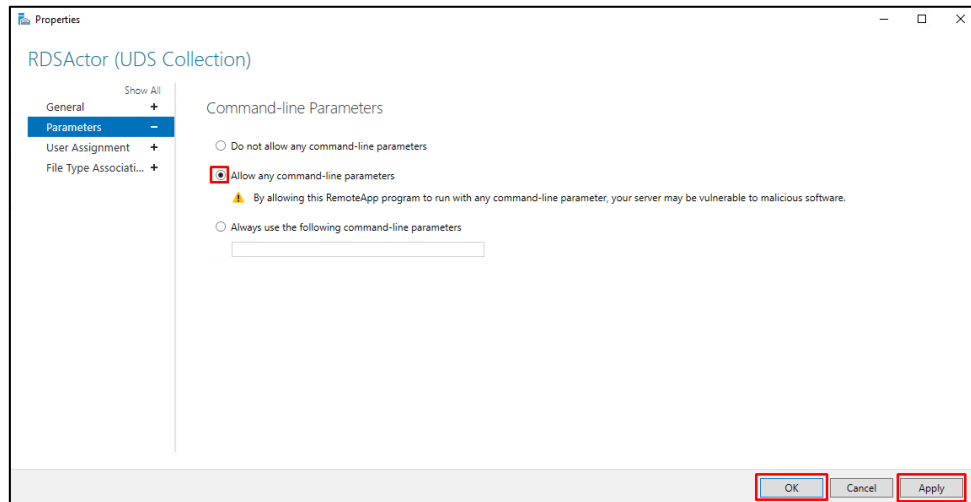 Properties
RDSActor (UDS Collection)
Show All
General +
Parameters –
User Assignment +
File Type Associati... +
Command-line Parameters
Do not allow any command-line parameters
Allow any command-line parameters
By allowing this RemoteApp program to run with any command-line parameter, your server may be vulnerable to malicious software.
Always use the following command-line parameters
OK Cancel Apply